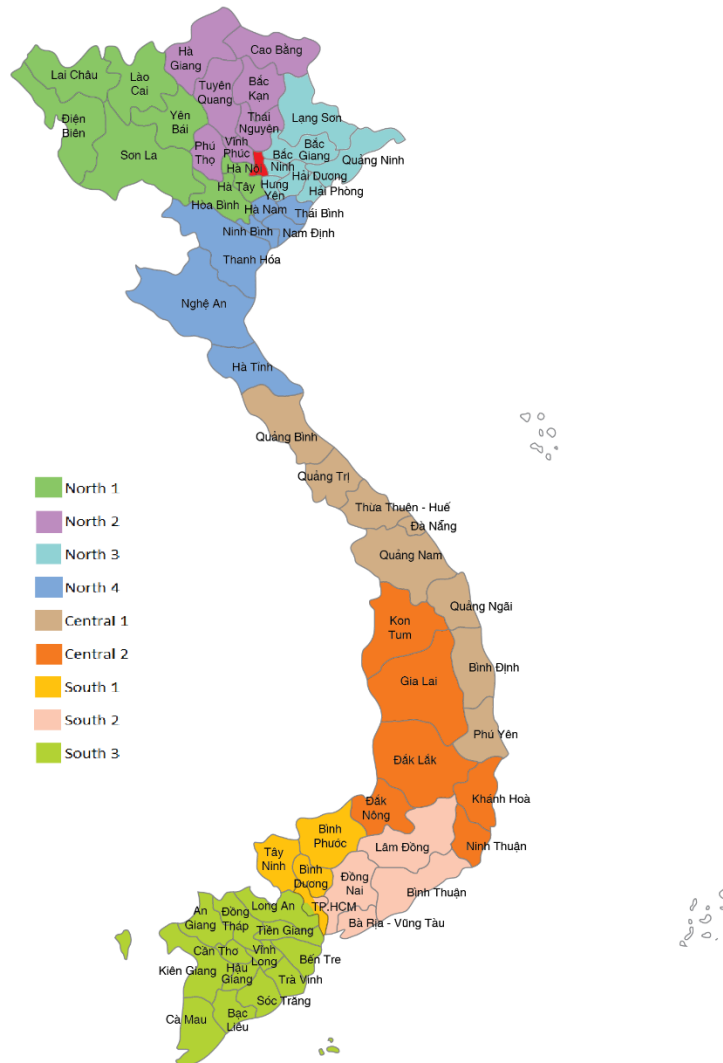 Hà
Giang
Cao Bằng
Lai Châu
Lào
Cai
Tuyên
Quang
Bắc
Kạn
Điện
Biên
Yên
Bái
Thái
Nguyên
Lạng Sơn
Sơn La
Phú
Thọ
Vĩnh
Phúc
Bắc
Ninh
Bắc
Giang
Quảng Ninh
Hà Nội
Hải Dương
Hà Tây
Hưng
Yên
Hải Phòng
Hòa Bình
Hà Nam
Thái Bình
Ninh Bình
Nam Định
Thanh Hóa
Nghệ An
Hà Tình
Quảng Bình
Quảng Trị
Thừa Thuên - Huế
Đà Nẵng
Quảng Nam
Quảng Ngãi
Kon
Tum
Bình Định
Gia Lai
Phú Yên
Đắk Lắk
Khánh Hoà
Đắk
Nông
Ninh Thuận
Bình
Phước
Lâm Đồng
Tây
Ninh
Bình
Dương
Đồng
Nai
Bình Thuận
TP.HCM
Bà Rịa - Vũng Tàu
Long An
An
Giang
Đồng
Tháp
Tiền Giang
Cần Thơ
Vĩnh
Long
Bến Tre
Kiên Giang
Hậu
Giang
Trà Vinh
Sóc Trăng
Cà Mau
Bạc
Liêu
North 1
North 2
North 3
North 4
Central 1
Central 2
South 1
South 2
South 3